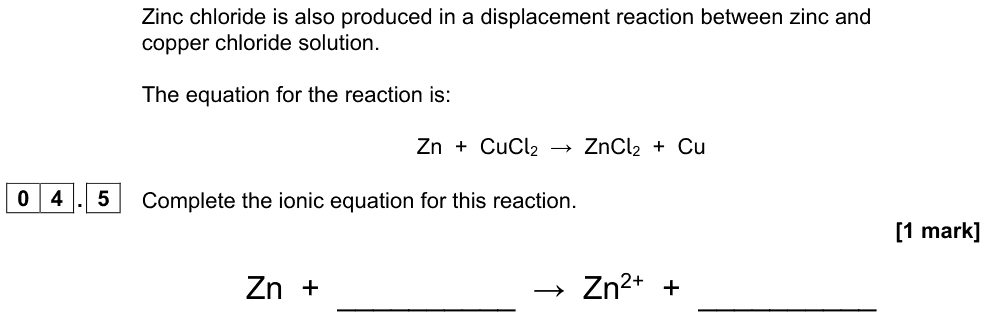 Zinc chloride is also produced in a displacement reaction between zinc and
copper chloride solution.
The equation for the reaction is:
Zn + CuCl₂ → ZnCl₂ + Cu
0 4 . 5 Complete the ionic equation for this reaction.
[1 mark]
Zn + __________ → Zn²⁺ + __________